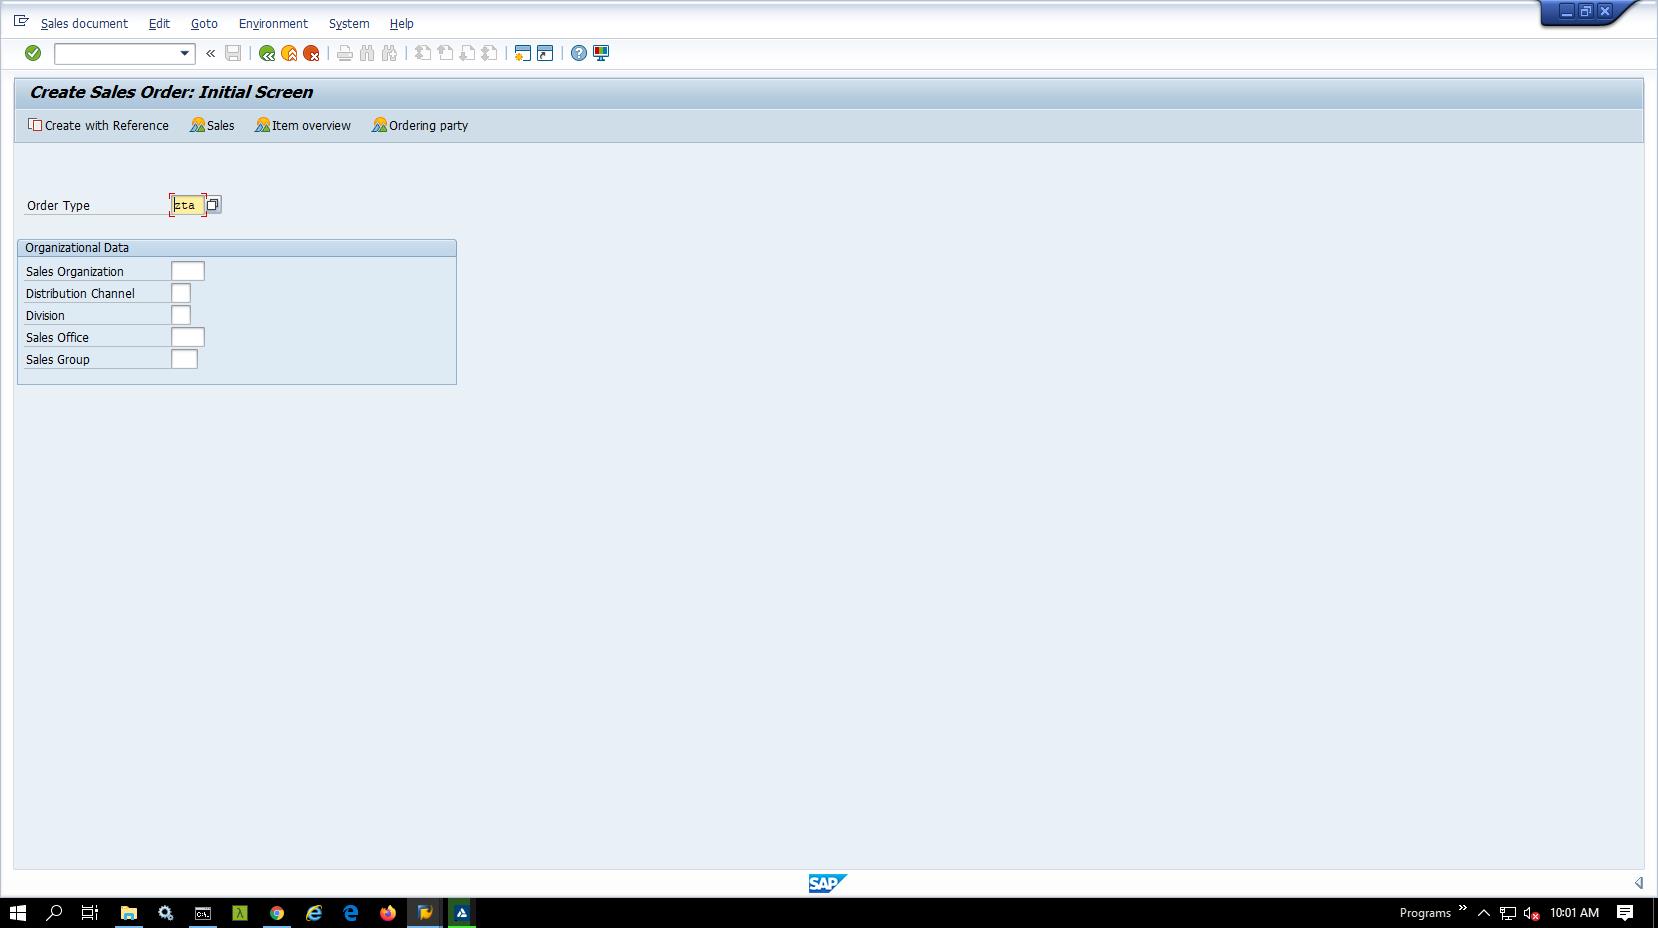 Sales document Edit Goto Environment System Help
Create Sales Order: Initial Screen
Create with Reference Sales Item overview Ordering party
Order Type zta
Organizational Data
Sales Organization
Distribution Channel
Division
Sales Office
Sales Group
SAP
Programs 10:01 AM